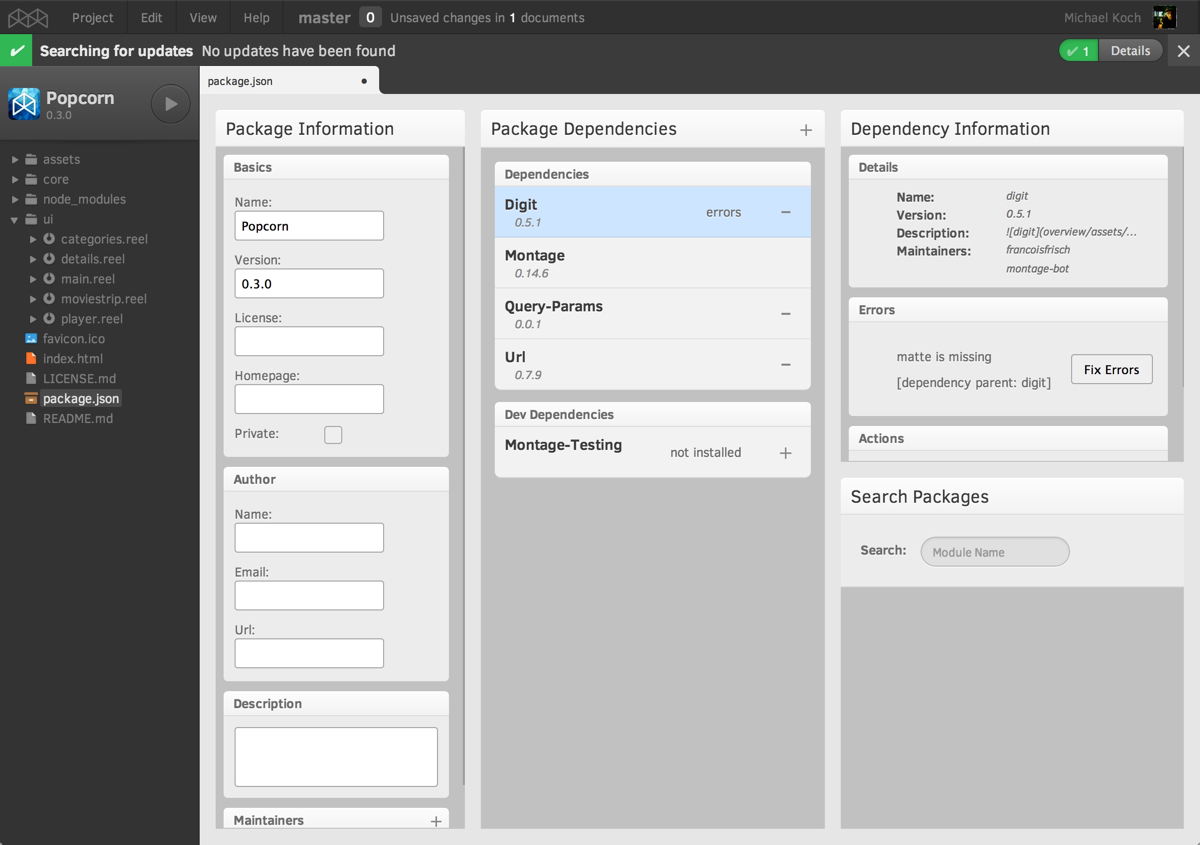 Project Edit View Help master 0 Unsaved changes in 1 documents Michael Koch
Searching for updates No updates have been found 1 Details
Popcorn
0.3.0
assets
core
node_modules
ui
categories.reel
details.reel
main.reel
moviestrip.reel
player.reel
favicon.ico
index.html
LICENSE.md
package.json
README.md
package.json
Package Information
Basics
Name:
Popcorn
Version:
0.3.0
License:
Homepage:
Private:
Author
Name:
Email:
Url:
Description
Maintainers
Package Dependencies
Dependencies
Digit
0.5.1
errors
Montage
0.14.6
Query-Params
0.0.1
Url
0.7.9
Dev Dependencies
Montage-Testing
not installed
Dependency Information
Details
Name: digit
Version: 0.5.1
Description: ![digit](overview/assets/...
Maintainers: francoisfrisch
montage-bot
Errors
matte is missing
[dependency parent: digit]
Fix Errors
Actions
Search Packages
Search: Module Name